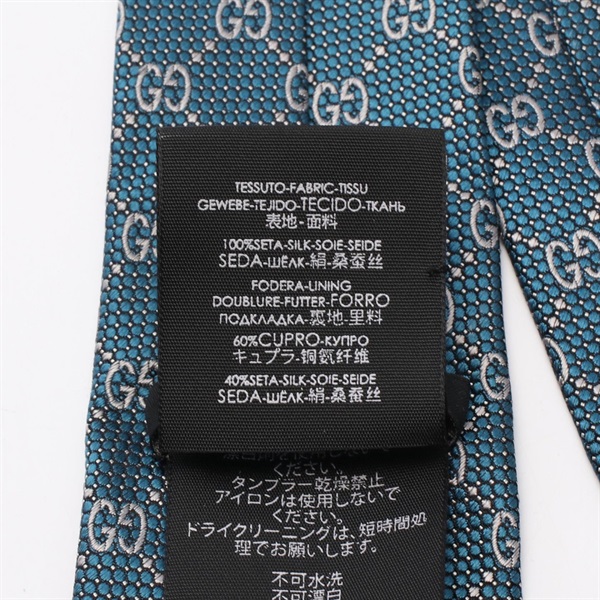 TESSUTO-FABRIC-TISSU
GEWEBE-TEJIDO-TECIDO-ТКАНЬ
表地-面料
100%SETA-SILK-SOIE-SEIDE
SEDA-ШЁЛК-絹-桑蚕丝
FODERA-LINING
DOUBLURE-FUTTER-FORRO
ПОДКЛАДКА-裏地-里料
60%CUPRO-КУПРО
キュプラ-铜氨纤维
40%SETA-SILK-SOIE-SEIDE
SEDA-ШЁЛК-絹-桑蚕丝
ください。
タンブラー乾燥禁止
アイロンは使用しないで
ください。
ドライクリーニングは、短時間処
理でお願いします。
不可水洗
不可漂白